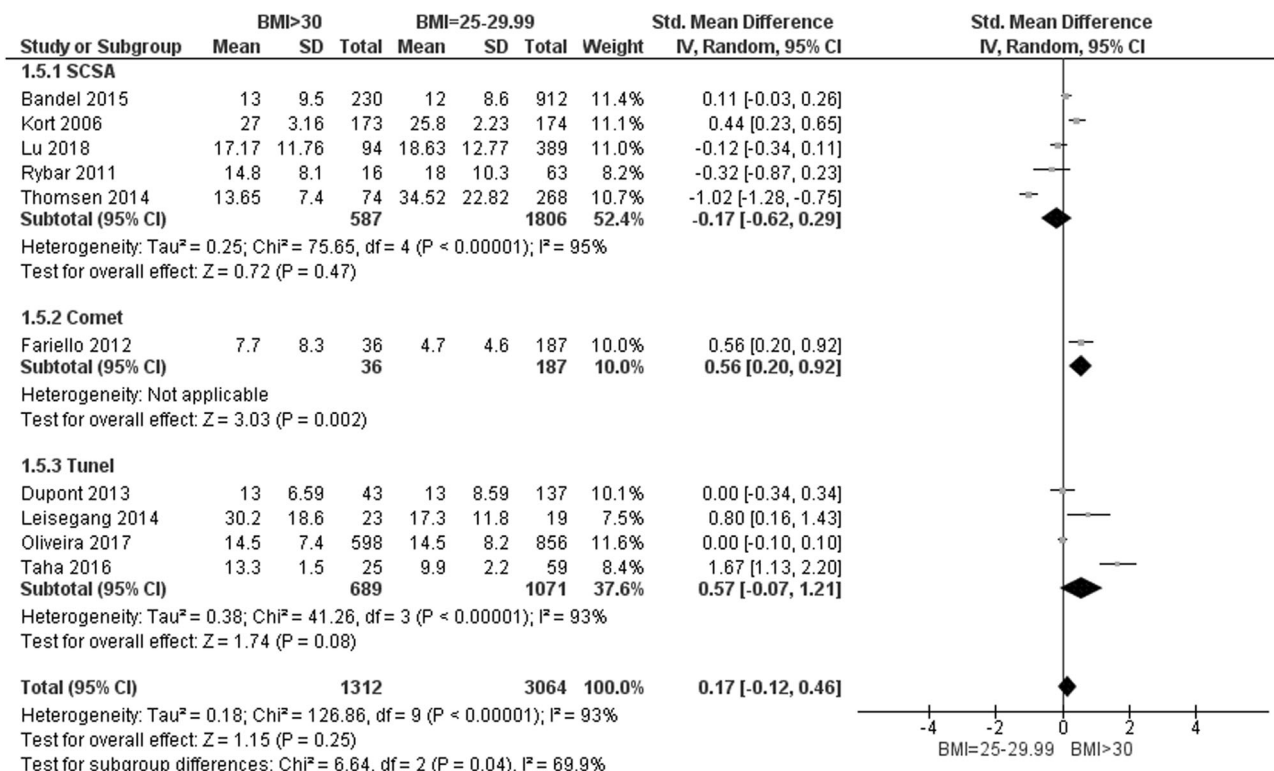 BMI>30 BMI=25-29.99 Std. Mean Difference Std. Mean Difference
Study or Subgroup Mean SD Total Mean SD Total Weight IV, Random, 95% CI IV, Random, 95% CI
1.5.1 SCSA
Bandel 2015 13 9.5 230 12 8.6 912 11.4% 0.11 [-0.03, 0.26]
Kort 2006 27 3.16 173 25.8 2.23 174 11.1% 0.44 [0.23, 0.65]
Lu 2018 17.17 11.76 94 18.63 12.77 389 11.0% -0.12 [-0.34, 0.11]
Rybar 2011 14.8 8.1 16 18 10.3 63 8.2% -0.32 [-0.87, 0.23]
Thomsen 2014 13.65 7.4 74 34.52 22.82 268 10.7% -1.02 [-1.28, -0.75]
Subtotal (95% CI) 587 1806 52.4% -0.17 [-0.62, 0.29]
Heterogeneity: Tau² = 0.25; Chi² = 75.65, df = 4 (P < 0.00001); I² = 95%
Test for overall effect: Z = 0.72 (P = 0.47)
1.5.2 Comet
Fariello 2012 7.7 8.3 36 4.7 4.6 187 10.0% 0.56 [0.20, 0.92]
Subtotal (95% CI) 36 187 10.0% 0.56 [0.20, 0.92]
Heterogeneity: Not applicable
Test for overall effect: Z = 3.03 (P = 0.002)
1.5.3 Tunel
Dupont 2013 13 6.59 43 13 8.59 137 10.1% 0.00 [-0.34, 0.34]
Leisegang 2014 30.2 18.6 23 17.3 11.8 19 7.5% 0.80 [0.16, 1.43]
Oliveira 2017 14.5 7.4 598 14.5 8.2 856 11.6% 0.00 [-0.10, 0.10]
Taha 2016 13.3 1.5 25 9.9 2.2 59 8.4% 1.67 [1.13, 2.20]
Subtotal (95% CI) 689 1071 37.6% 0.57 [-0.07, 1.21]
Heterogeneity: Tau² = 0.38; Chi² = 41.26, df = 3 (P < 0.00001); I² = 93%
Test for overall effect: Z = 1.74 (P = 0.08)
Total (95% CI) 1312 3064 100.0% 0.17 [-0.12, 0.46]
Heterogeneity: Tau² = 0.18; Chi² = 126.86, df = 9 (P < 0.00001); I² = 93%
Test for overall effect: Z = 1.15 (P = 0.25)
Test for subgroup differences: Chi² = 6.64, df = 2 (P = 0.04), I² = 69.9%
-4 -2 0 2 4
BMI=25-29.99 BMI>30